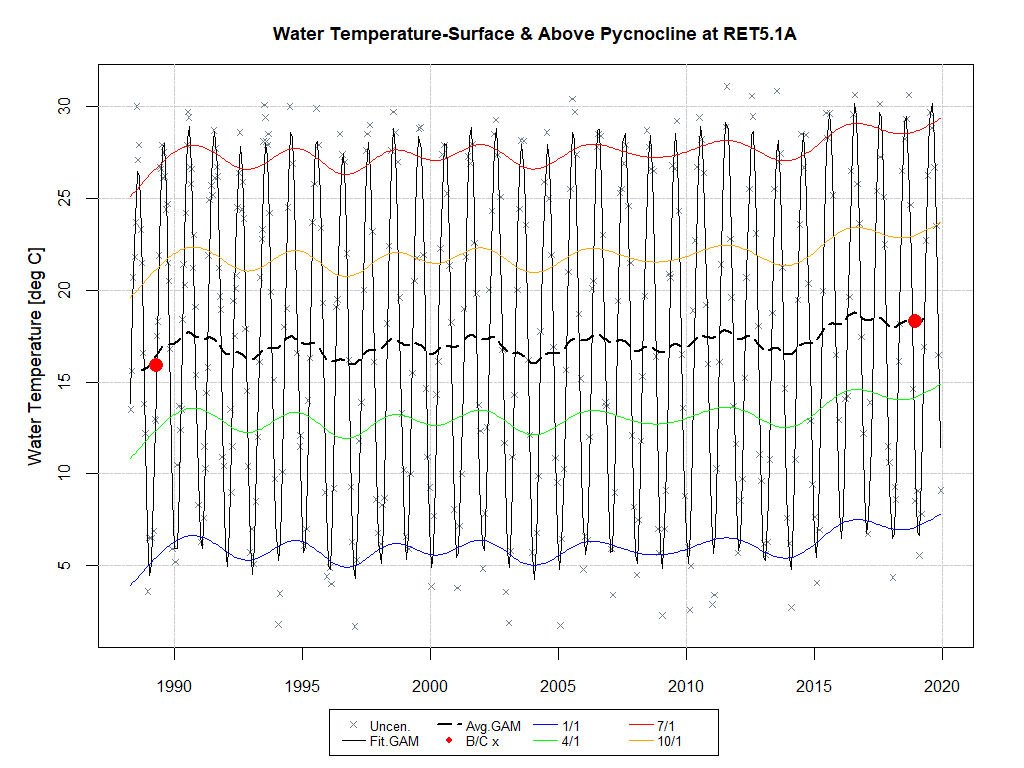 Water Temperature-Surface & Above Pycnocline at RET5.1A
Water Temperature [deg C]
30
25
20
15
10
5
1990 1995 2000 2005 2010 2015 2020
Uncen. Avg.GAM 1/1 7/1
Fit.GAM B/C x 4/1 10/1